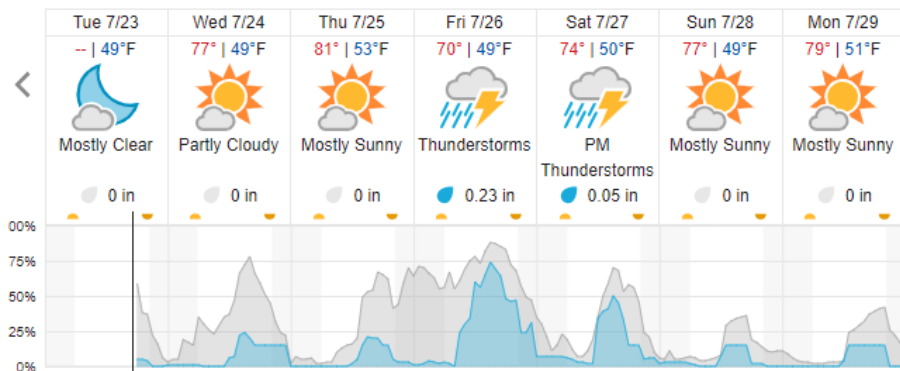 Tue 7/23 Wed 7/24 Thu 7/25 Fri 7/26 Sat 7/27 Sun 7/28 Mon 7/29
-- | 49°F 77° | 49°F 81° | 53°F 70° | 49°F 74° | 50°F 77° | 49°F 79° | 51°F
Mostly Clear Partly Cloudy Mostly Sunny Thunderstorms PM Mostly Sunny Mostly Sunny
Thunderstorms
0 in 0 in 0 in 0.23 in 0.05 in 0 in 0 in
00%
75%
50%
25%
0%